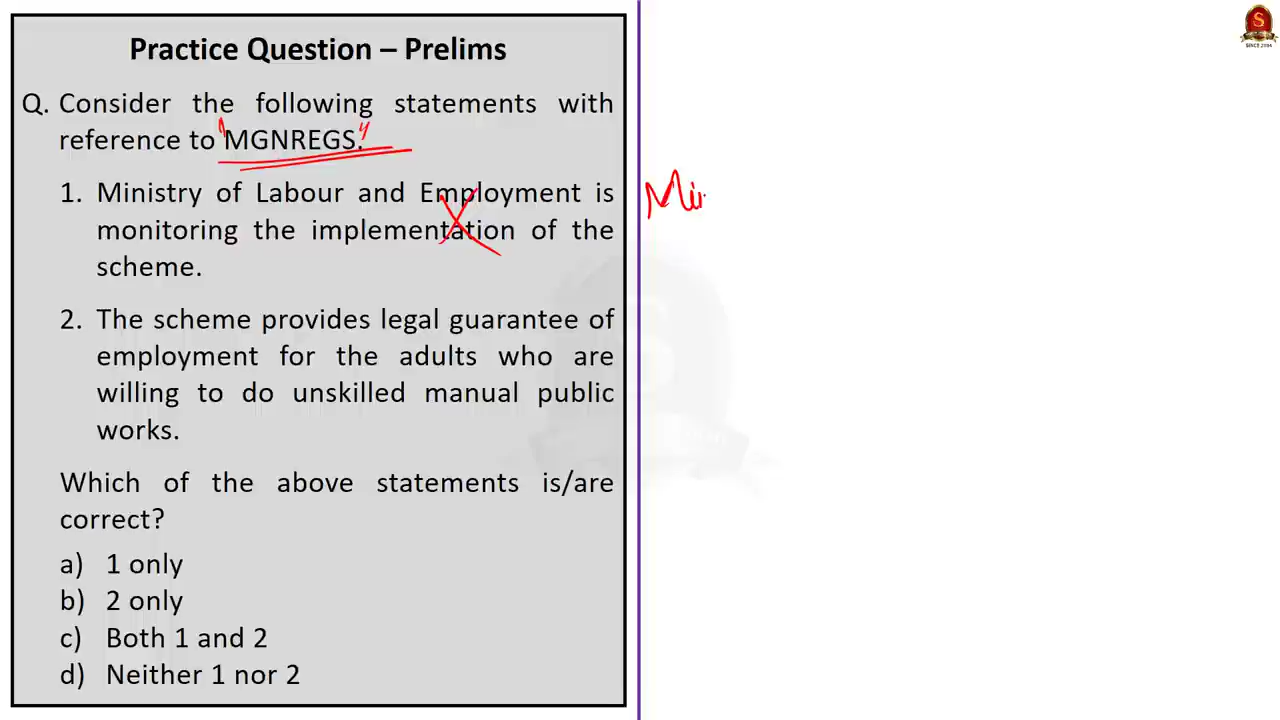 Practice Question – Prelims
Q. Consider the following statements with
reference to "MGNREGS."
1. Ministry of Labour and Employment is
monitoring the implementation of the
scheme.
2. The scheme provides legal guarantee of
employment for the adults who are
willing to do unskilled manual public
works.
Which of the above statements is/are
correct?
a) 1 only
b) 2 only
c) Both 1 and 2
d) Neither 1 nor 2
S
SINCE 2004